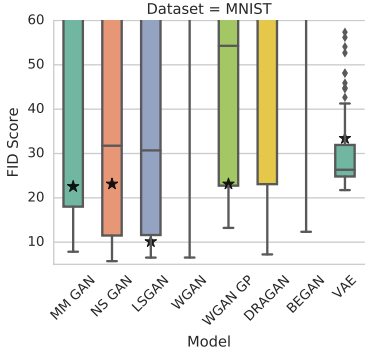 Dataset = MNIST
60
50
40
30
20
10
FID Score
MM GAN
NS GAN
LSGAN
WGAN
WGAN GP
DRAGAN
BEGAN
VAE
Model